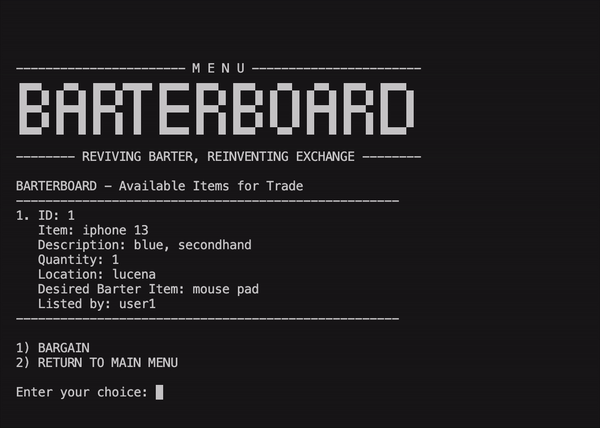 ---------------------- M E N U ----------------------
BARTERBOARD
-------- REVIVING BARTER, REINVENTING EXCHANGE --------
BARTERBOARD - Available Items for Trade
----------------------------------------------------
1. ID: 1
Item: iphone 13
Description: blue, secondhand
Quantity: 1
Location: lucena
Desired Barter Item: mouse pad
Listed by: user1
----------------------------------------------------
1) BARGAIN
2) RETURN TO MAIN MENU
Enter your choice: